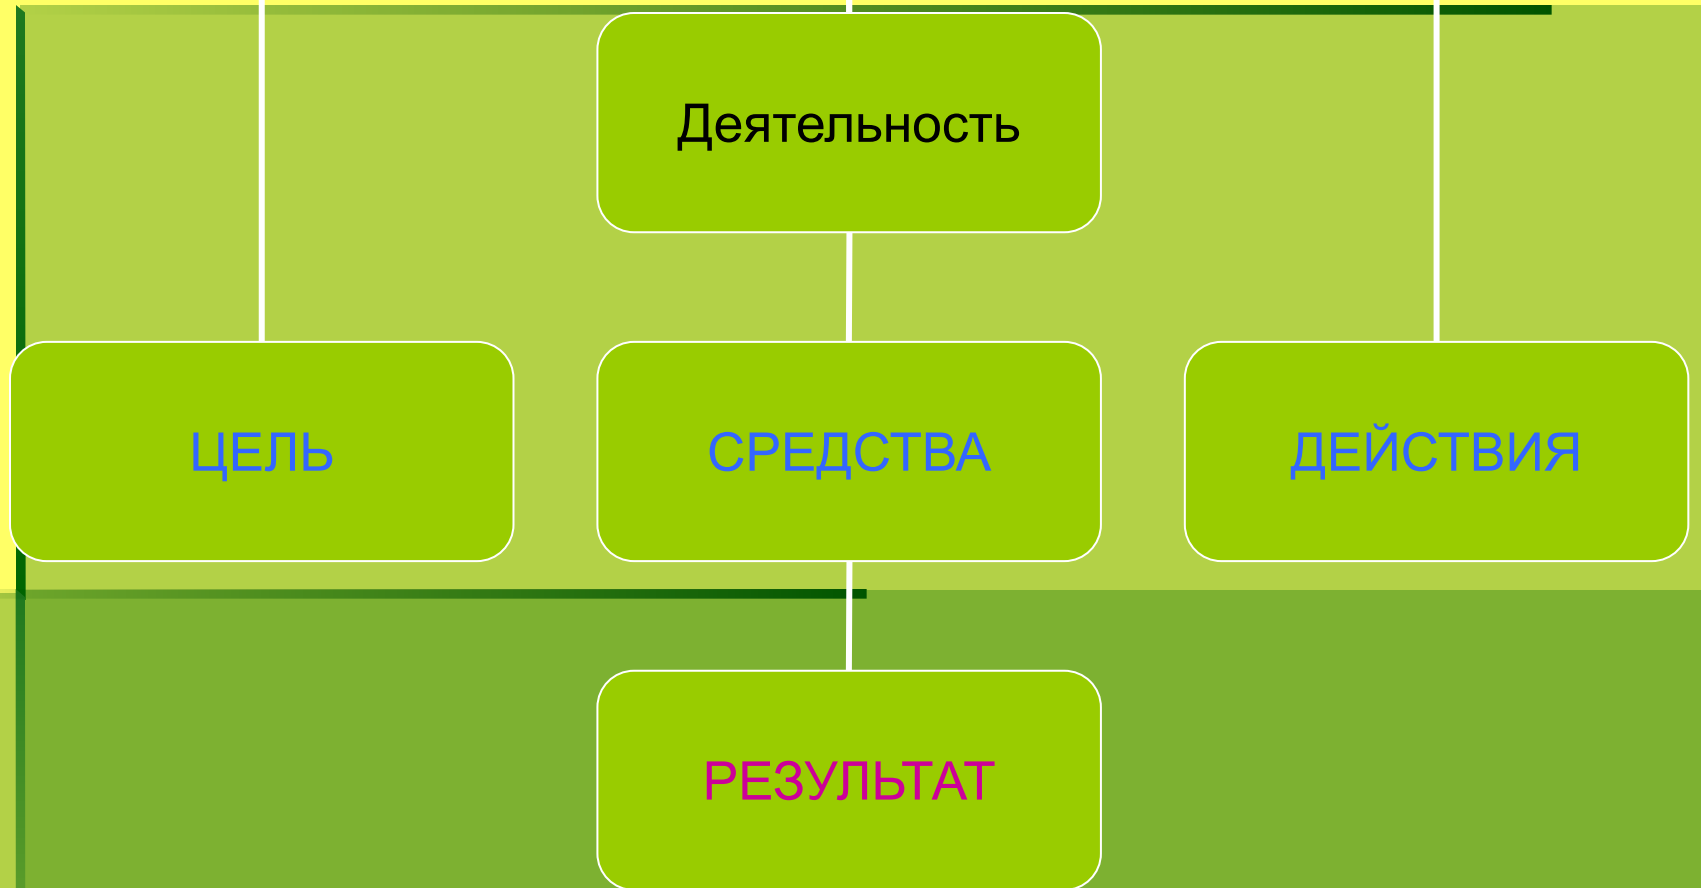 Деятельность
ЦЕЛЬ
СРЕДСТВА
ДЕЙСТВИЯ
РЕЗУЛЬТАТ